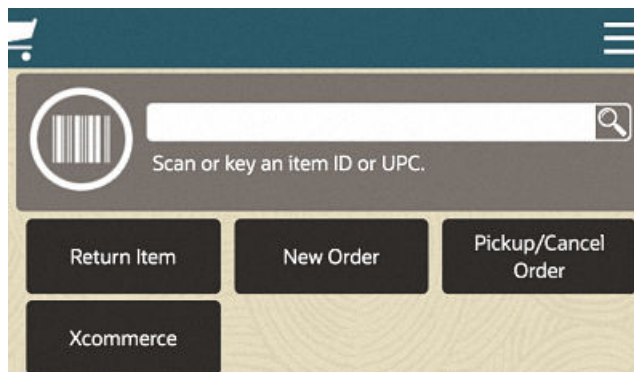 Scan or key an item ID or UPC.
Return Item
New Order
Pickup/Cancel
Order
Xcommerce